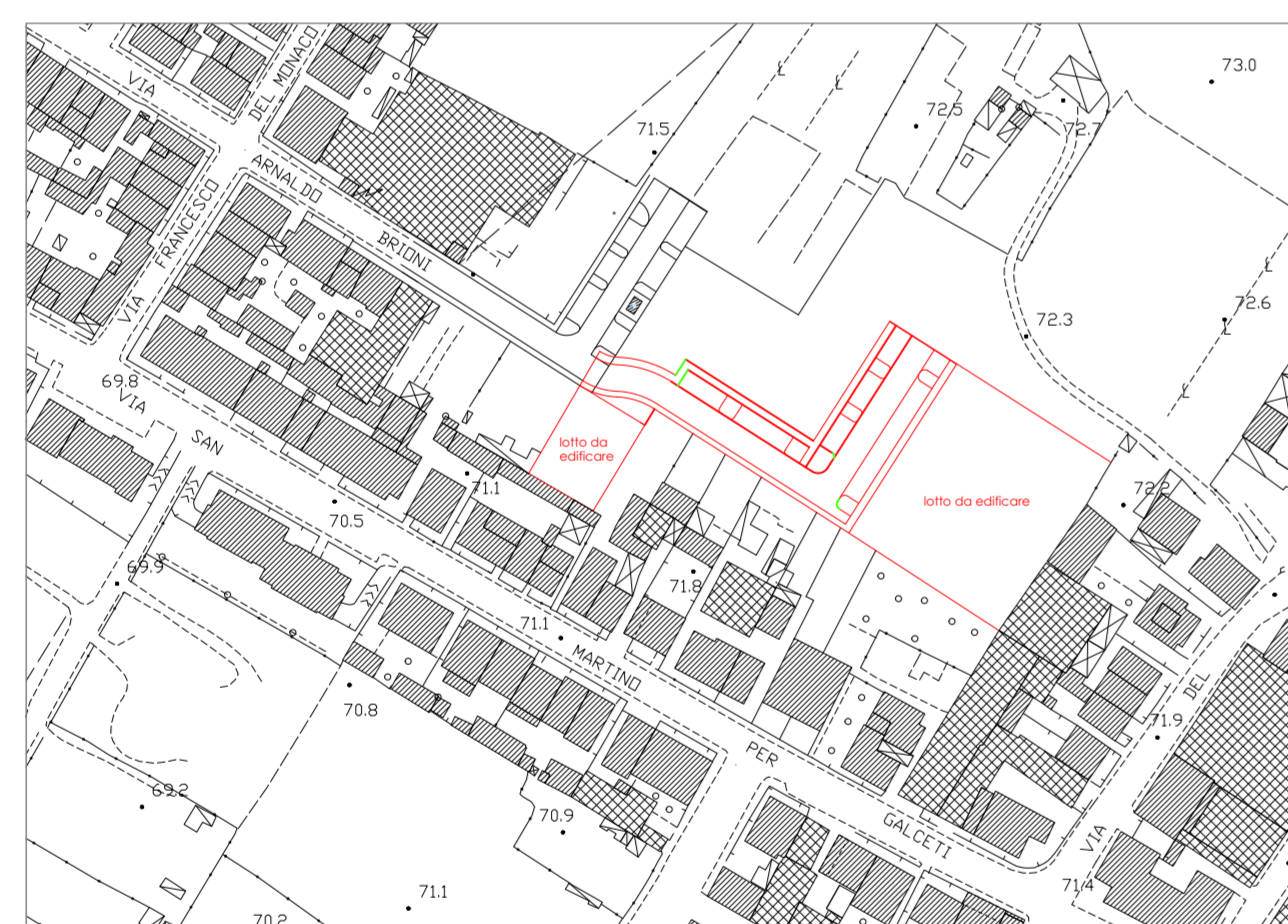 73.0
VIA
DEL MONACO
72.5
72.7
71.5
ARNALDO
FRANCESCO
BRIONI
VIA
72.6
72.3
69.8
VIA
SAN
lotto da
edificare
71.1
lotto da edificare
72.2
70.5
69.9
71.8
71.1
MARTINO
DEL
70.8
71.9
PER
69.2
70.9
GALCETI
VIA
71.4
71.1
70.2